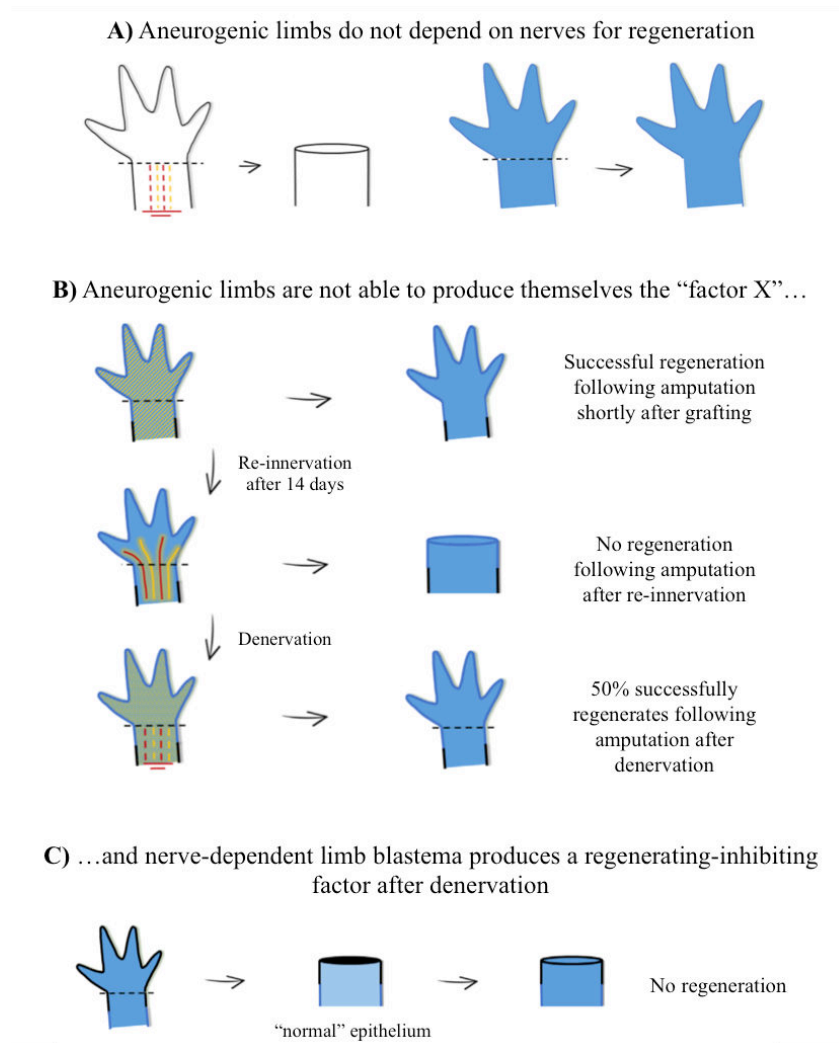 A) Aneurogenic limbs do not depend on nerves for regeneration
B) Aneurogenic limbs are not able to produce themselves the “factor X”…
Successful regeneration
following amputation
shortly after grafting
Re-innervation
after 14 days
No regeneration
following amputation
after re-innervation
Denervation
50% successfully
regenerates following
amputation after
denervation
C) …and nerve-dependent limb blastema produces a regenerating-inhibiting
factor after denervation
No regeneration
“normal” epithelium